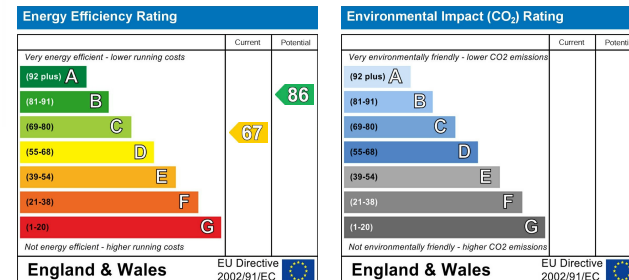 Energy Efficiency Rating
Current Potential
Very energy efficient - lower running costs
(92 plus) A
(81-91) B
(69-80) C
(55-68) D
(39-54) E
(21-38) F
(1-20) G
67
86
Not energy efficient - higher running costs
England & Wales
EU Directive
2002/91/EC
Environmental Impact (CO₂) Rating
Current Potential
Very environmentally friendly - lower CO2 emissions
(92 plus) A
(81-91) B
(69-80) C
(55-68) D
(39-54) E
(21-38) F
(1-20) G
Not environmentally friendly - higher CO2 emissions
England & Wales
EU Directive
2002/91/EC